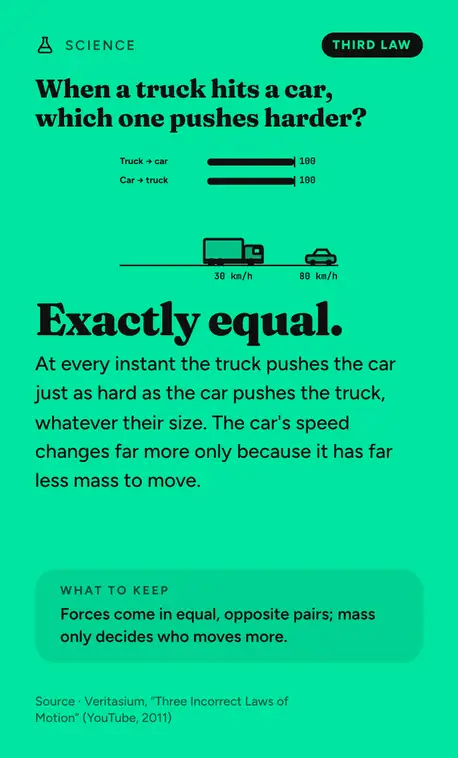 SCIENCE
THIRD LAW
When a truck hits a car,
which one pushes harder?
Truck → car 100
Car → truck 100
30 km/h 80 km/h
Exactly equal.
At every instant the truck pushes the car
just as hard as the car pushes the truck,
whatever their size. The car's speed
changes far more only because it has far
less mass to move.
WHAT TO KEEP
Forces come in equal, opposite pairs; mass
only decides who moves more.
Source · Veritasium, "Three Incorrect Laws of
Motion" (YouTube, 2011)